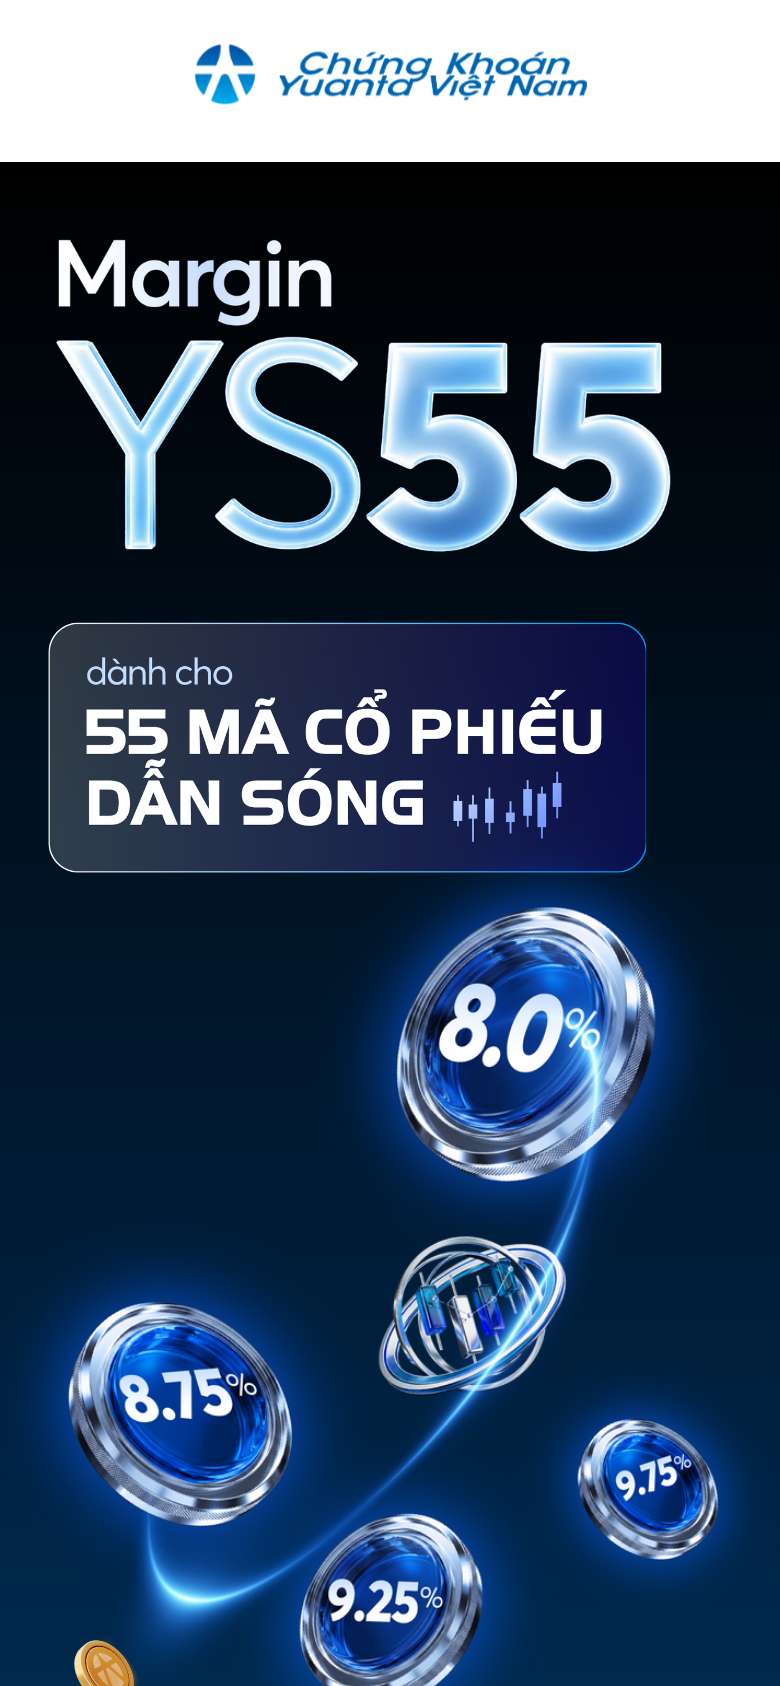 Chứng Khoán
Yuanta Việt Nam
Margin
YS55
dành cho
55 MÃ CỔ PHIẾU
DẪN SÓNG
8.0%
8.75%
9.75%
9.25%